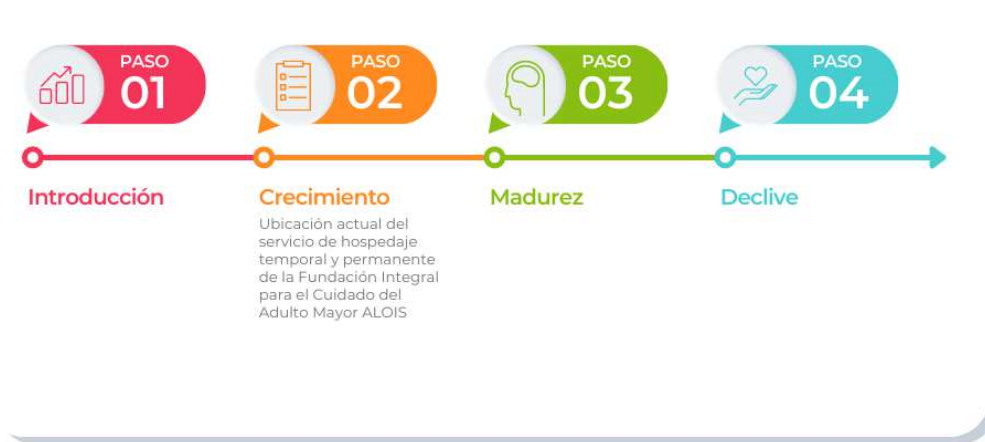 PASO
01
PASO
02
PASO
03
PASO
04
Introducción
Crecimiento
Ubicación actual del
servicio de hospedaje
temporal y permanente
de la Fundación Integral
para el Cuidado del
Adulto Mayor ALOIS
Madurez
Declive